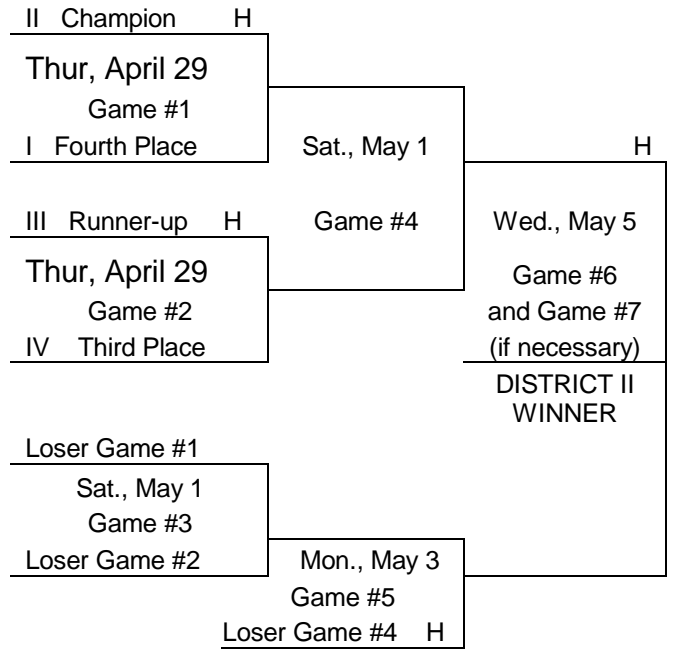 II Champion H
Thur, April 29
Game #1
I Fourth Place
Sat., May 1
H
III Runner-up H
Game #4
Wed., May 5
Thur, April 29
Game #2
IV Third Place
Game #6
and Game #7
(if necessary)
DISTRICT II
WINNER
Loser Game #1
Sat., May 1
Game #3
Loser Game #2
Mon., May 3
Game #5
Loser Game #4 H